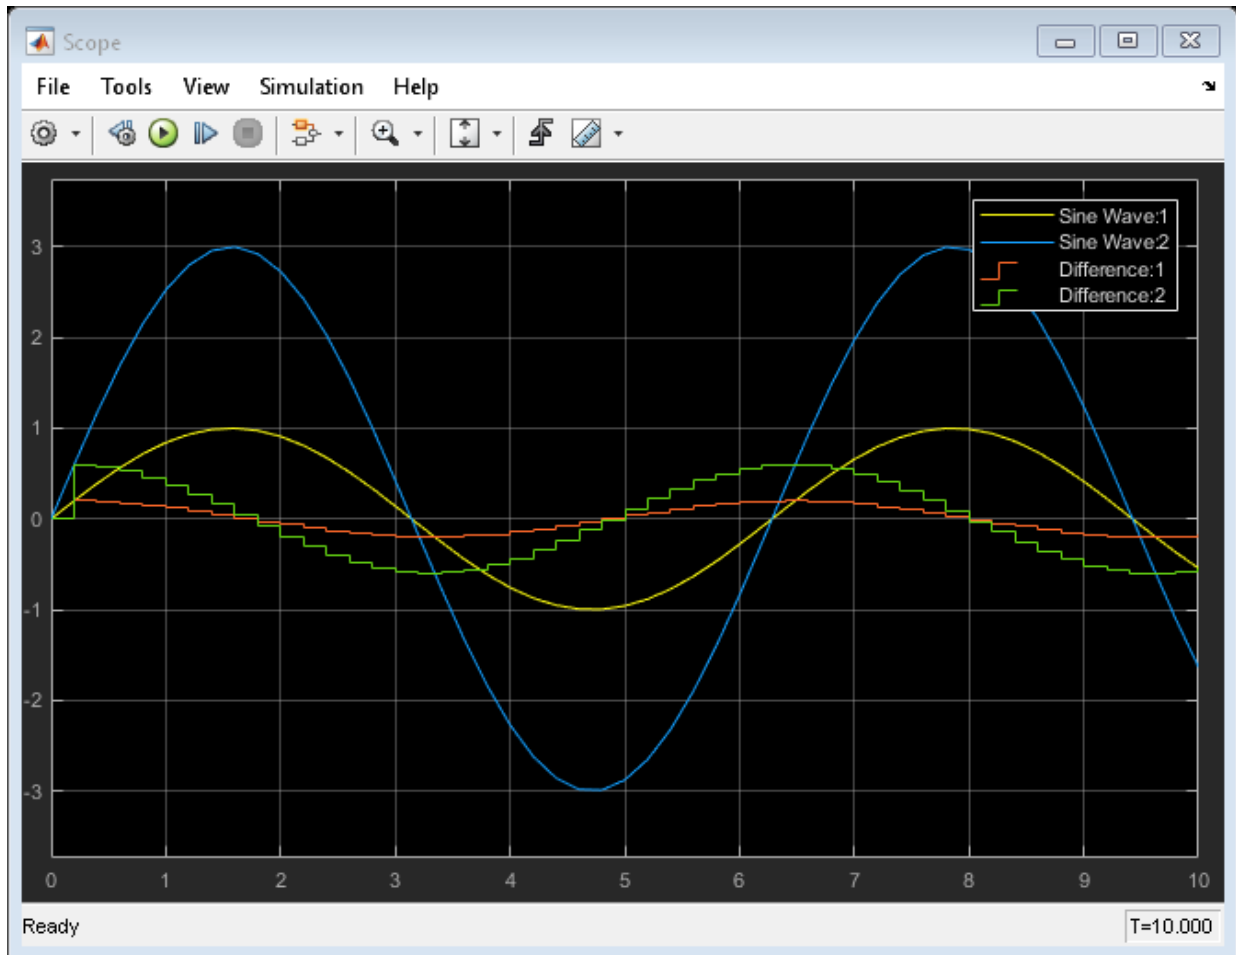 Scope
File Tools View Simulation Help
Sine Wave:1
Sine Wave:2
Difference:1
Difference:2
3
2
1
0
-1
-2
-3
0 1 2 3 4 5 6 7 8 9 10
Ready T=10.000